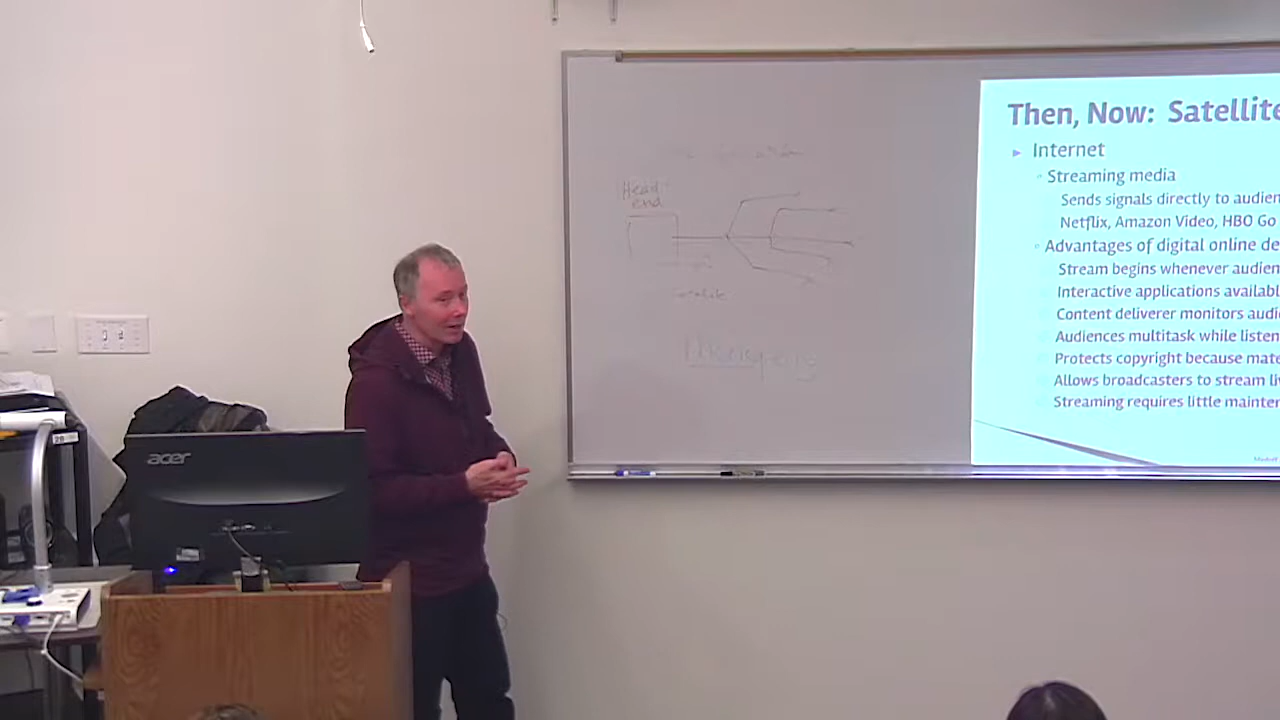 Then, Now: Satellite
► Internet
Streaming media
Sends signals directly to audien
Netflix, Amazon Video, HBO Go
Advantages of digital online de
Stream begins whenever audien
Interactive applications availabl
Content deliverer monitors audi
Audiences multitask while listen
Protects copyright because mate
Allows broadcasters to stream li
Streaming requires little mainter
Head
end
acer